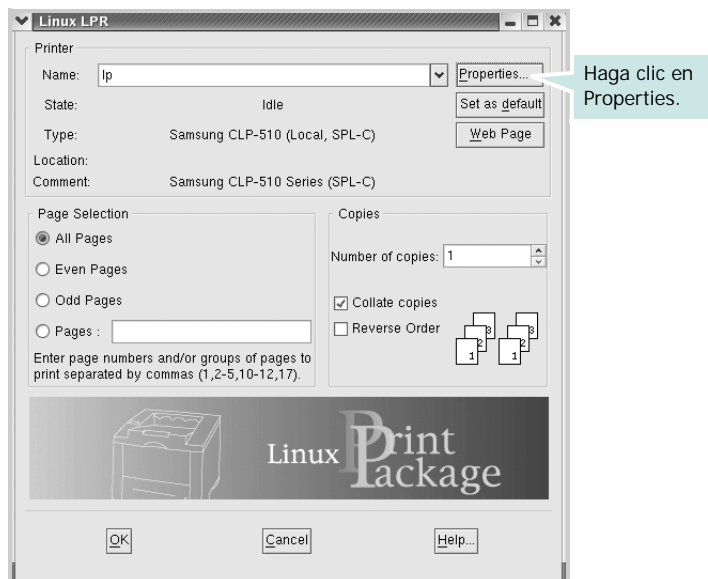 Linux LPR
Printer
Name: lp Properties...
Haga clic en
Properties.
State: Idle Set as default
Type: Samsung CLP-510 (Local, SPL-C) Web Page
Location:
Comment: Samsung CLP-510 Series (SPL-C)
Page Selection
All Pages
Even Pages
Odd Pages
Pages :
Enter page numbers and/or groups of pages to
print separated by commas (1,2-5,10-12,17).
Copies
Number of copies: 1
Collate copies
Reverse Order
3 3
2 2
1 1
Linux Print
Package
OK Cancel Help...